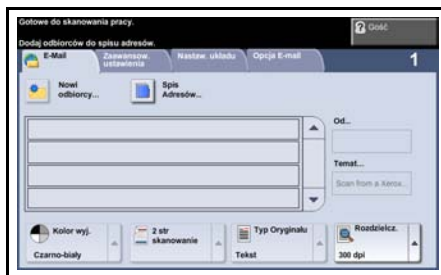 Gotowe do skanowania pracy.
Gość
Dodaj odbiorców do spisu adresów.
E-Mail
Zaawansow. ustawienia
Nastaw. układu
Opcja E-mail
1
Nowi odbiorcy...
Spis Adresów...
Od...
Temat...
Scan from a Xerox...
Kolor wyj.
Czarno-biały
2 str skanowanie
Typ Oryginału
Tekst
Rozdzielcz.
300 dpi